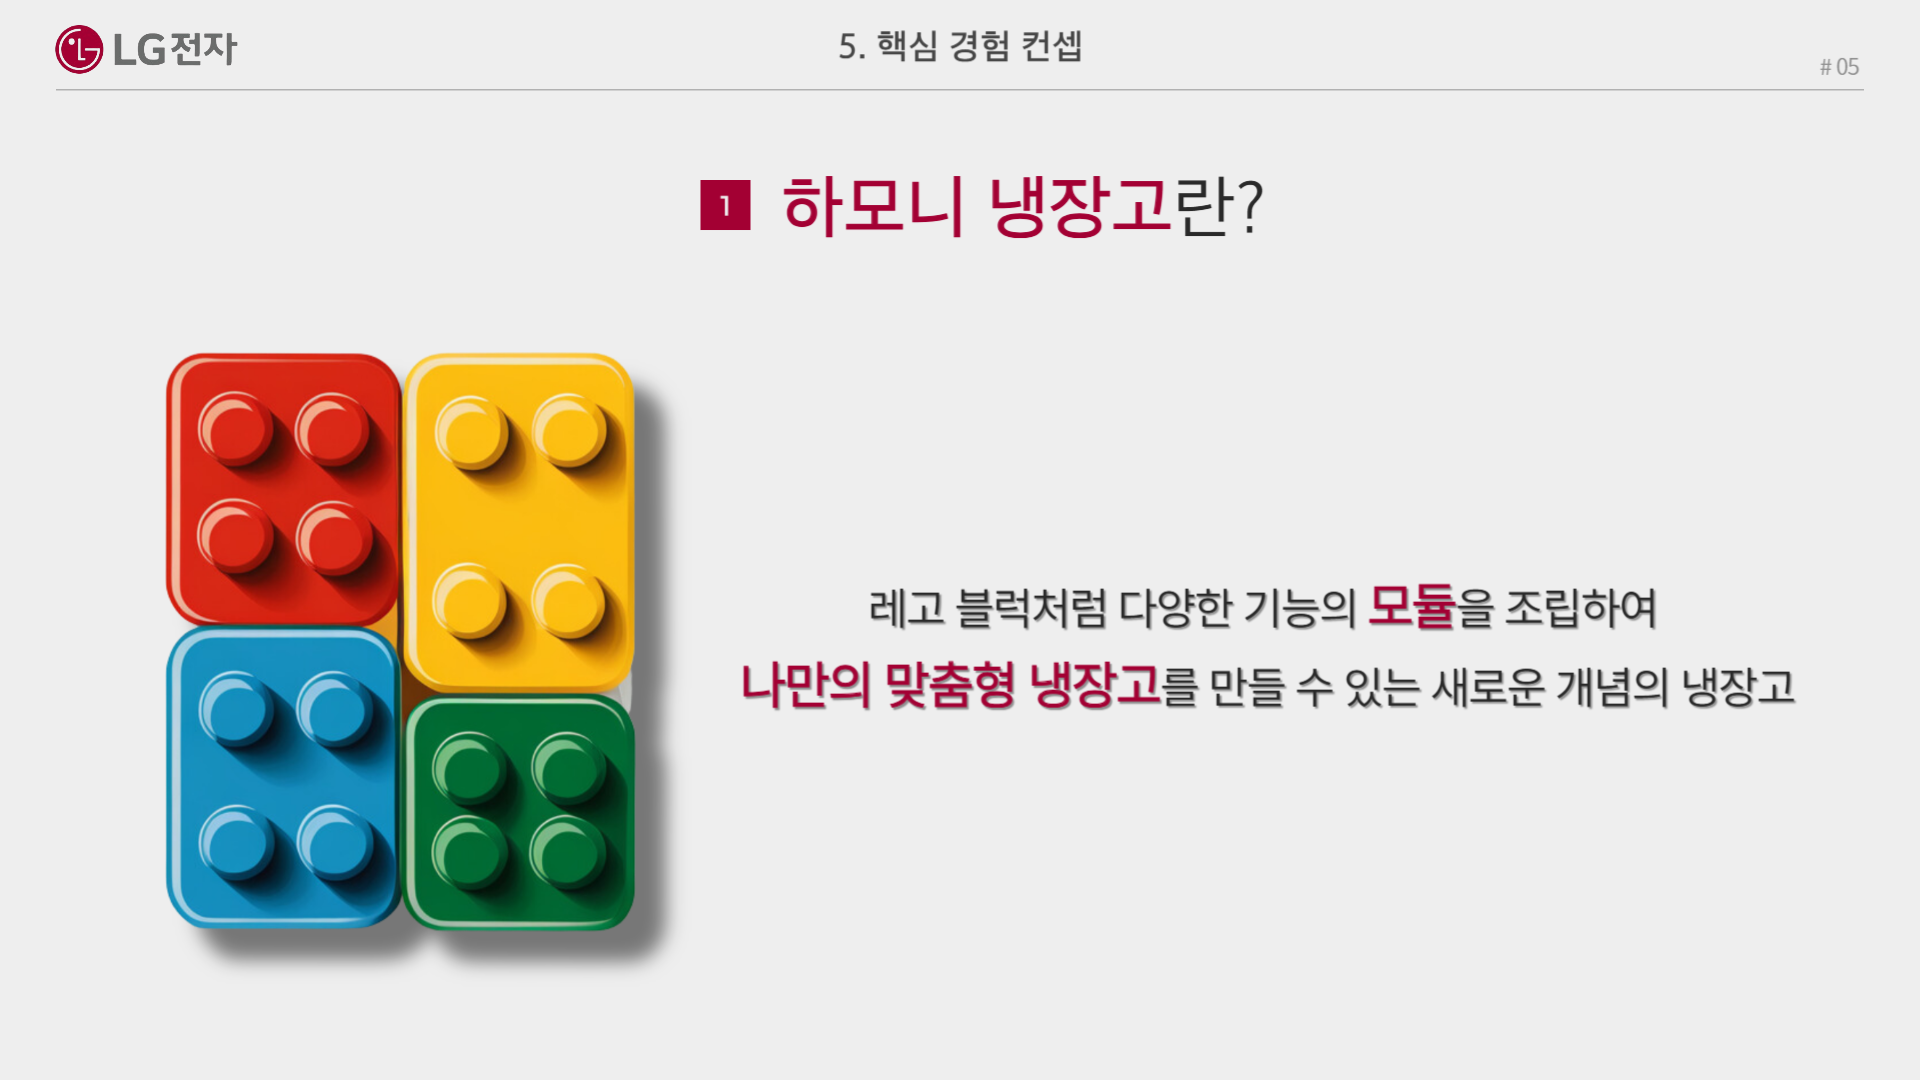 LG전자
5. 핵심 경험 컨셉
# 05
1 하모니 냉장고란?
레고 블럭처럼 다양한 기능의 모듈을 조립하여
나만의 맞춤형 냉장고를 만들 수 있는 새로운 개념의 냉장고